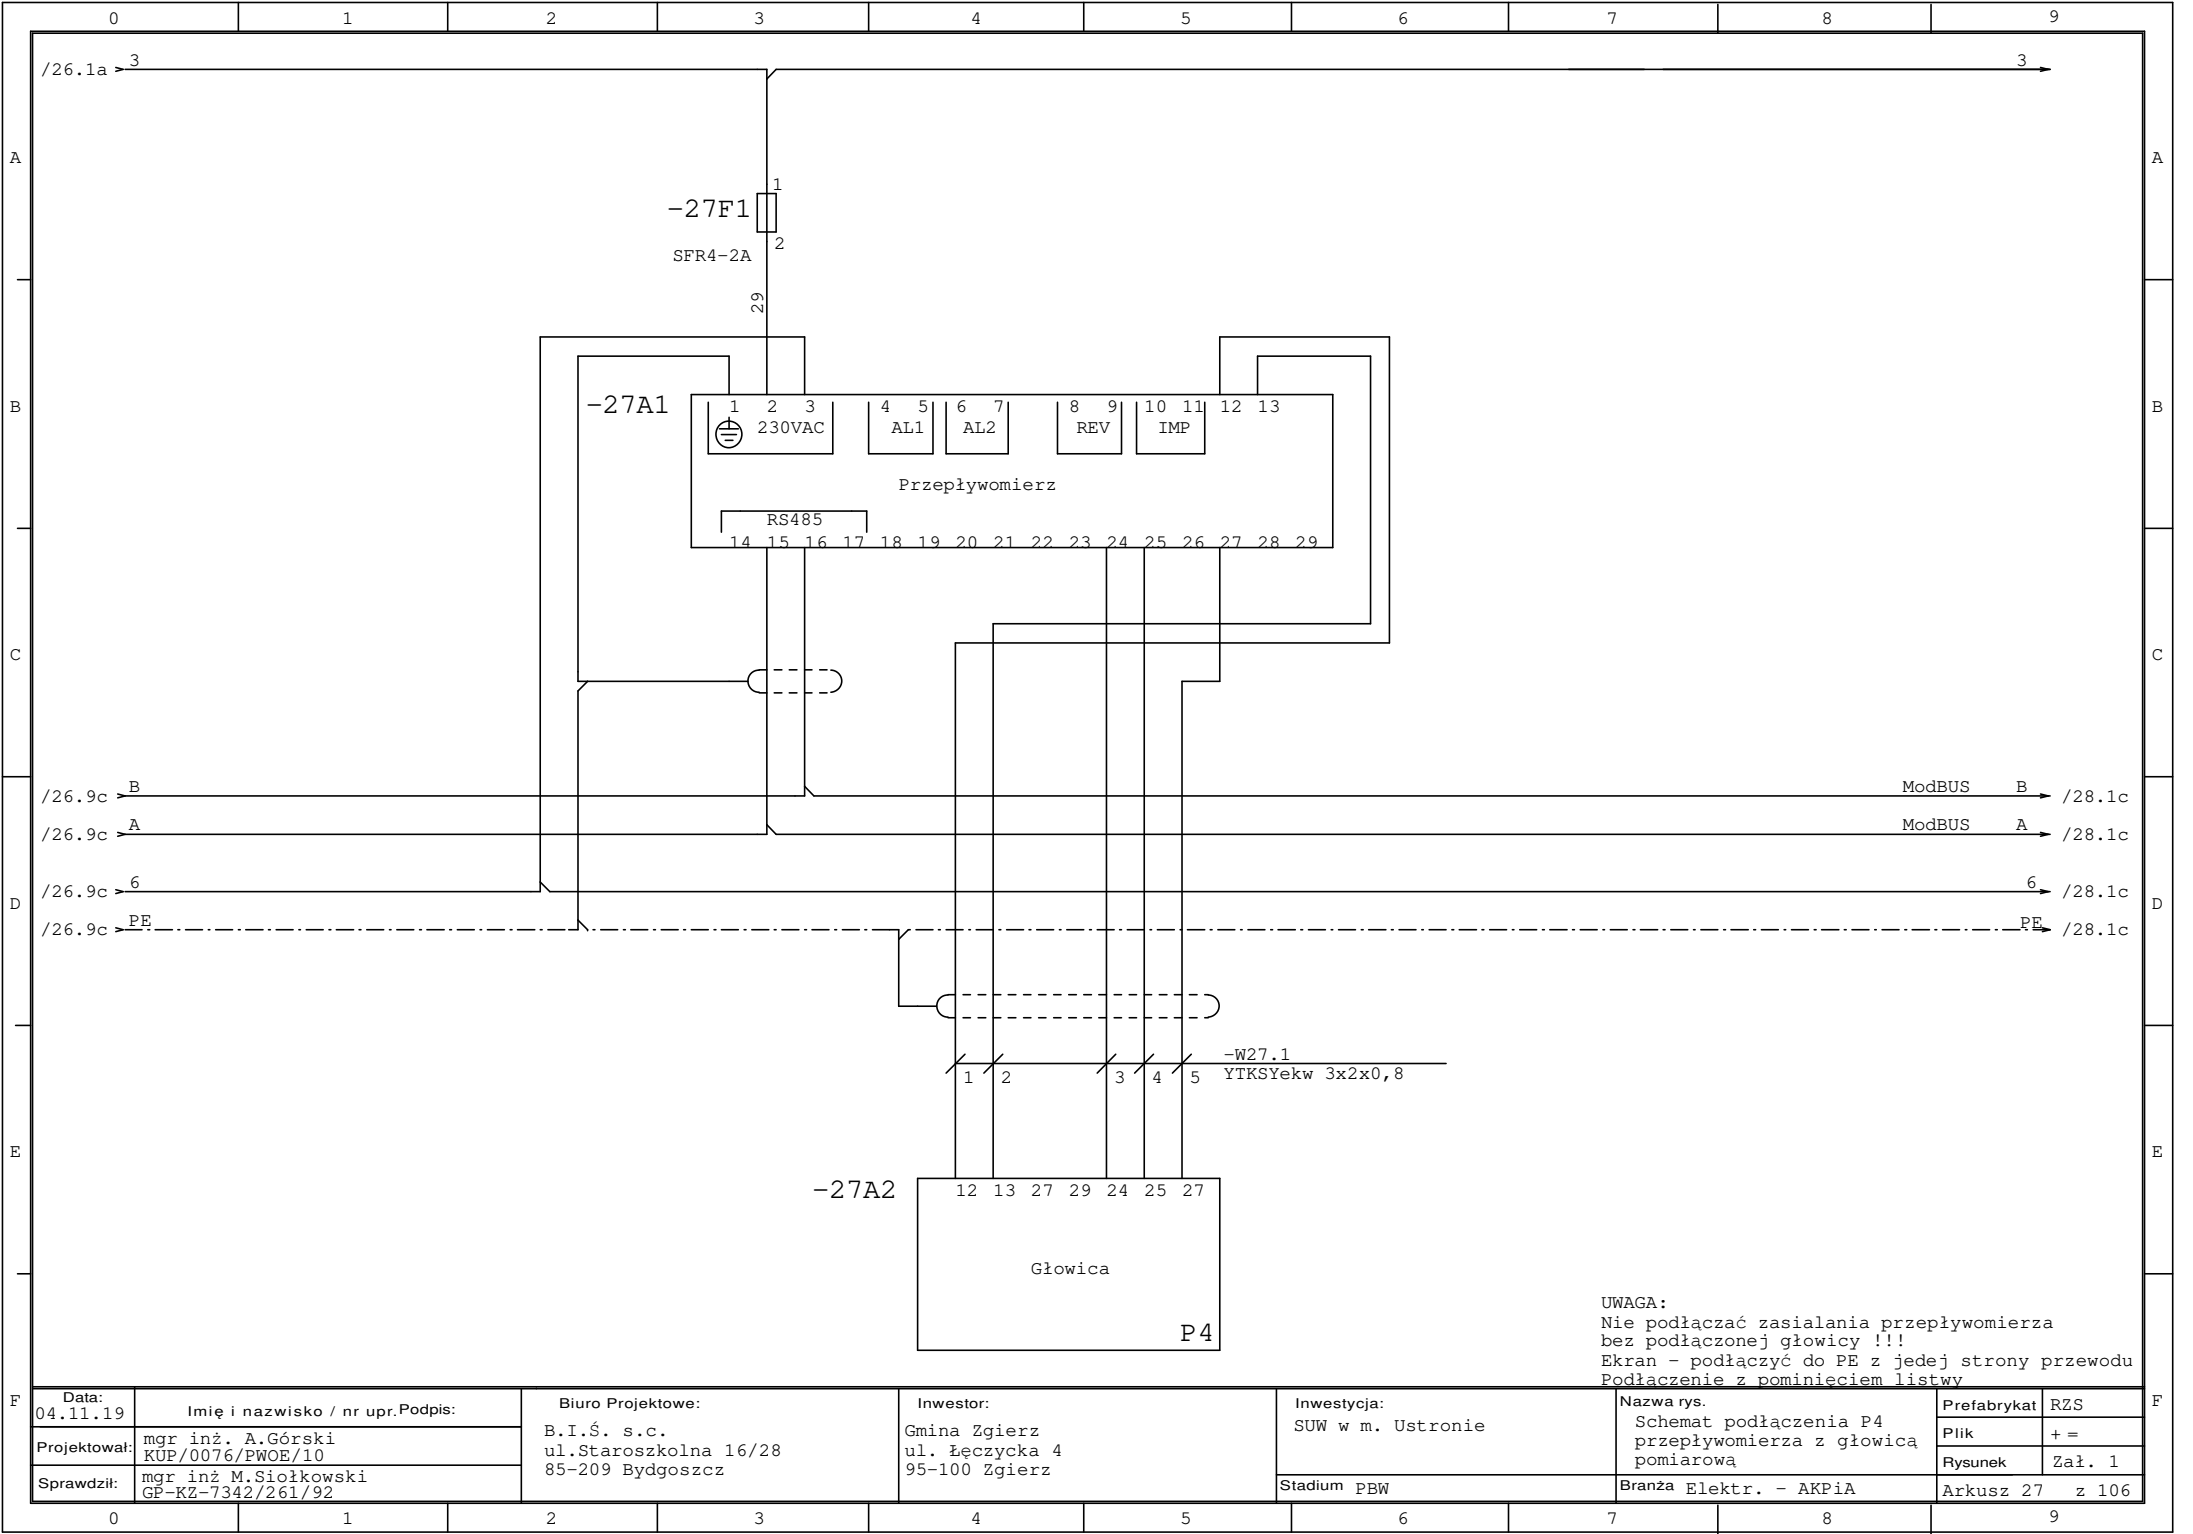 0 1 2 3 4 5 6 7 8 9
/26.1a 3 3
A A
1
-27F1
2
SFR4-2A
29
B B
-27A1
1 2 3 4 5 6 7 8 9 10 11 12 13
230VAC AL1 AL2 REV IMP
Przepływomierz
RS485
14 15 16 17 18 19 20 21 22 23 24 25 26 27 28 29
C C
/26.9c B ModBUS B /28.1c
/26.9c A ModBUS A /28.1c
/26.9c 6 6 /28.1c
D D
/26.9c PE PE /28.1c
-W27.1
1 2 3 4 5 YTKSYekw 3x2x0,8
E E
-27A2
12 13 27 29 24 25 27
Głowica
P4
UWAGA:
Nie podłączać zasialania przepływomierza
bez podłączonej głowicy !!!
Ekran - podłączyć do PE z jedej strony przewodu
Podłaczenie z pominięciem listwy
F F
Data:
04.11.19
Imię i nazwisko / nr upr. Podpis:
Projektował:
mgr inż. A.Górski
KUP/0076/PWOE/10
Sprawdził:
mgr inż M.Siołkowski
GP-KZ-7342/261/92
Biuro Projektowe:
B.I.Ś. s.c.
ul.Staroszkolna 16/28
85-209 Bydgoszcz
Inwestor:
Gmina Zgierz
ul. Łęczycka 4
95-100 Zgierz
Inwestycja:
SUW w m. Ustronie
Stadium PBW
Nazwa rys.
Schemat podłączenia P4
przepływomierza z głowicą
pomiarową
Branża Elektr. - AKPiA
Prefabrykat RZS
Plik + =
Rysunek Zał. 1
Arkusz 27 z 106
0 1 2 3 4 5 6 7 8 9